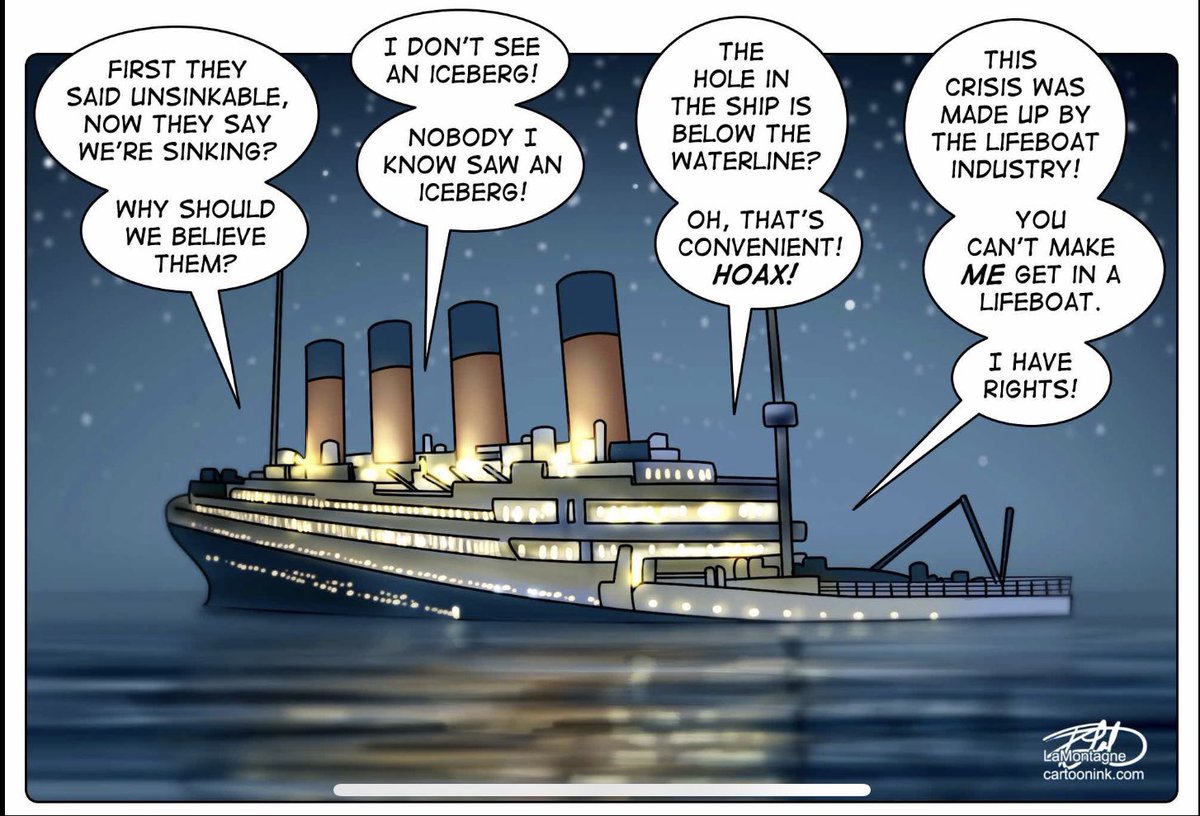 FIRST THEY
SAID UNSINKABLE,
NOW THEY SAY
WE'RE SINKING?
WHY SHOULD
WE BELIEVE
THEM?
I DON'T SEE
AN ICEBERG!
NOBODY I
KNOW SAW AN
ICEBERG!
THE
HOLE IN
THE SHIP IS
BELOW THE
WATERLINE?
OH, THAT'S
CONVENIENT!
HOAX!
THIS
CRISIS WAS
MADE UP BY
THE LIFEBOAT
INDUSTRY!
YOU
CAN'T MAKE
ME GET IN A
LIFEBOAT.
I HAVE
RIGHTS!
LaMontagne
cartoonink.com